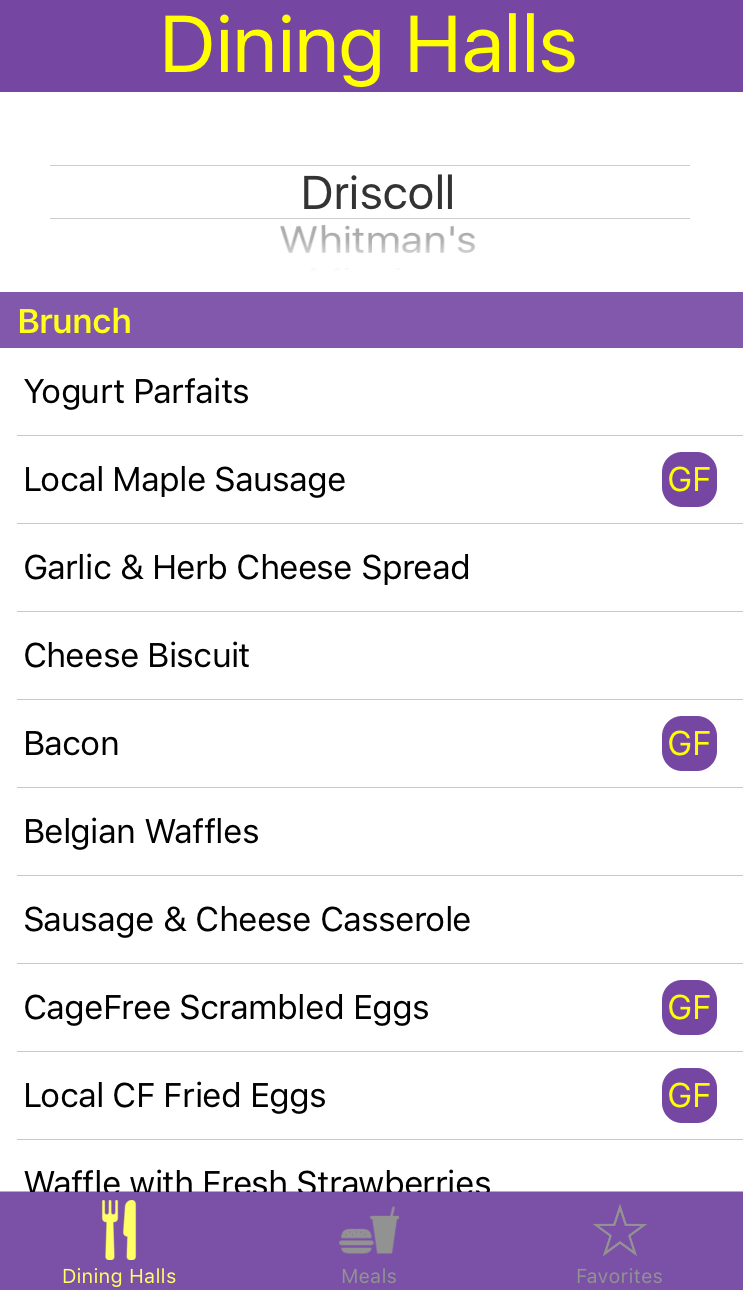 Dining Halls
Driscoll
Whitman's
Brunch
Yogurt Parfaits
Local Maple Sausage GF
Garlic & Herb Cheese Spread
Cheese Biscuit
Bacon GF
Belgian Waffles
Sausage & Cheese Casserole
CageFree Scrambled Eggs GF
Local CF Fried Eggs GF
Waffle with Fresh Strawberries
Dining Halls Meals Favorites